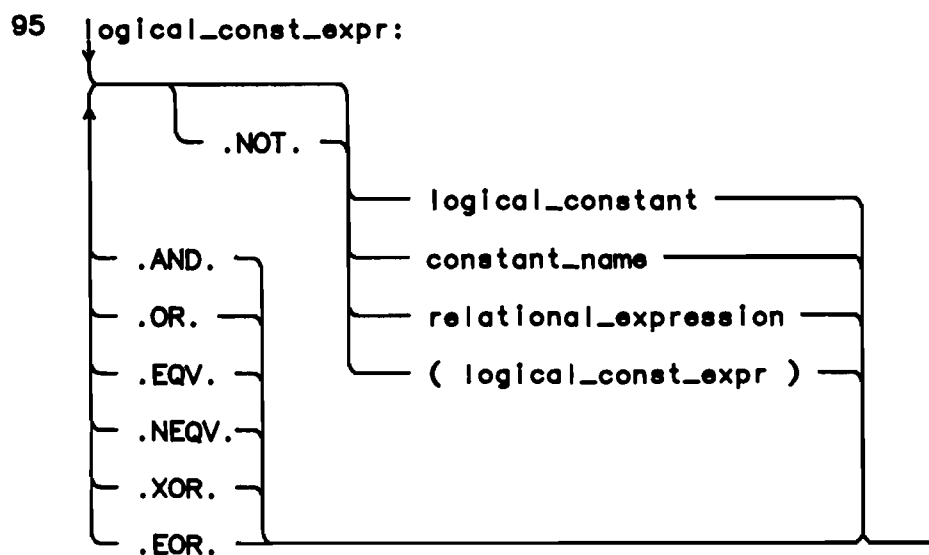 95 logical_const_expr:
.NOT.
logical_constant
.AND. constant_name
.OR. relational_expression
.EQV. ( logical_const_expr )
.NEQV.
.XOR.
.EOR.